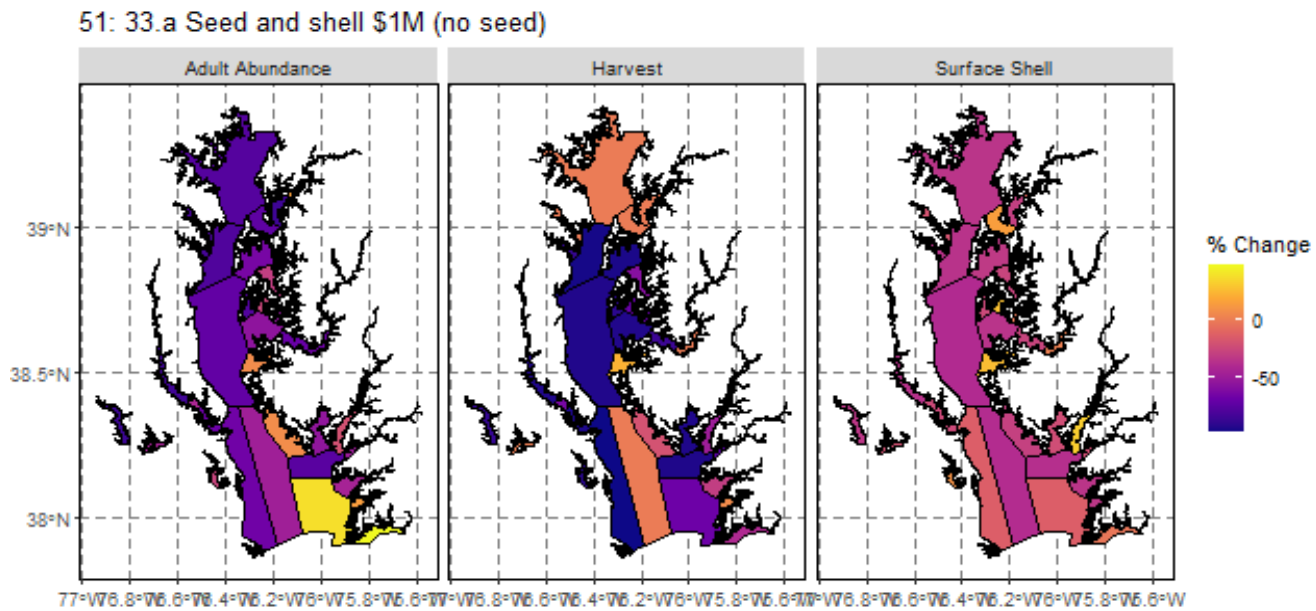 51: 33.a Seed and shell $1M (no seed)
Adult Abundance Harvest Surface Shell
39°N
38.5°N
38°N
% Change
0
-50
77°W